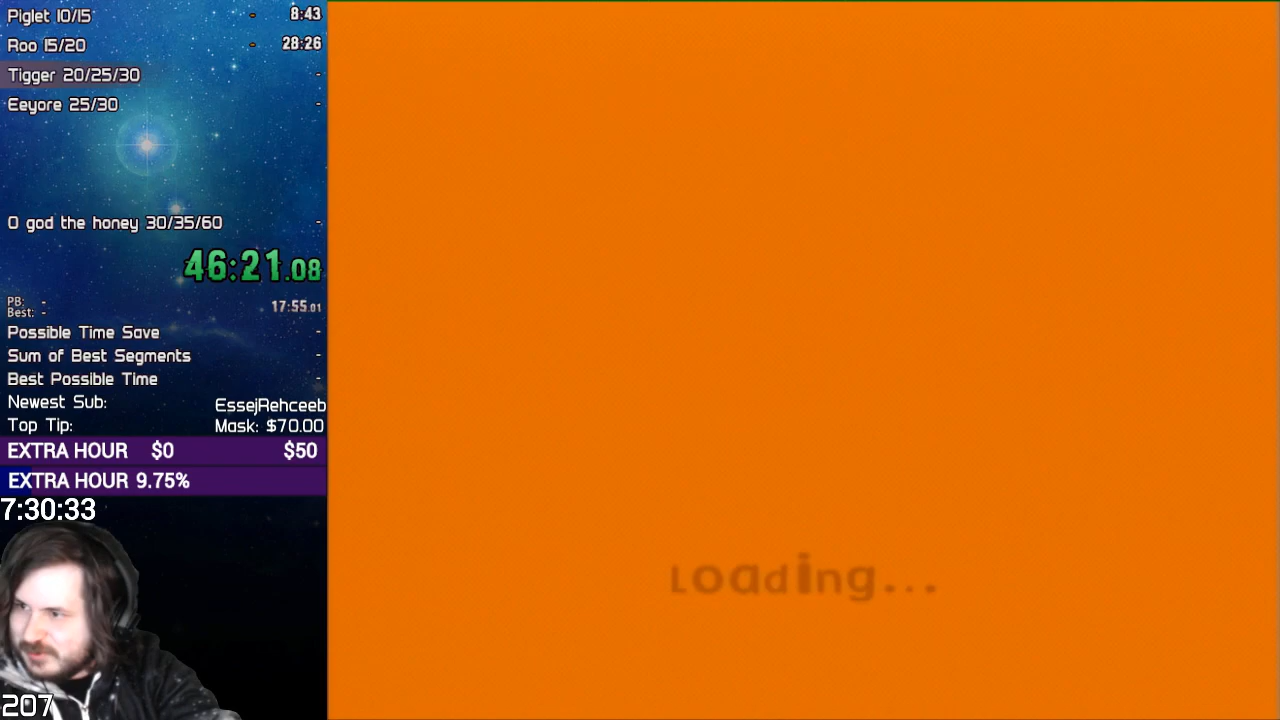 Piglet 10/15 - 8:43
Roo 15/20 - 28:26
Tigger 20/25/30 -
Eeyore 25/30 -
O god the honey 30/35/60 -
46:21.08
PB: -
Best: - 17:55.01
Possible Time Save -
Sum of Best Segments -
Best Possible Time -
Newest Sub: EssejRehceeb
Top Tip: Mask: $70.00
EXTRA HOUR $0 $50
EXTRA HOUR 9.75%
7:30:33
Loading...
207